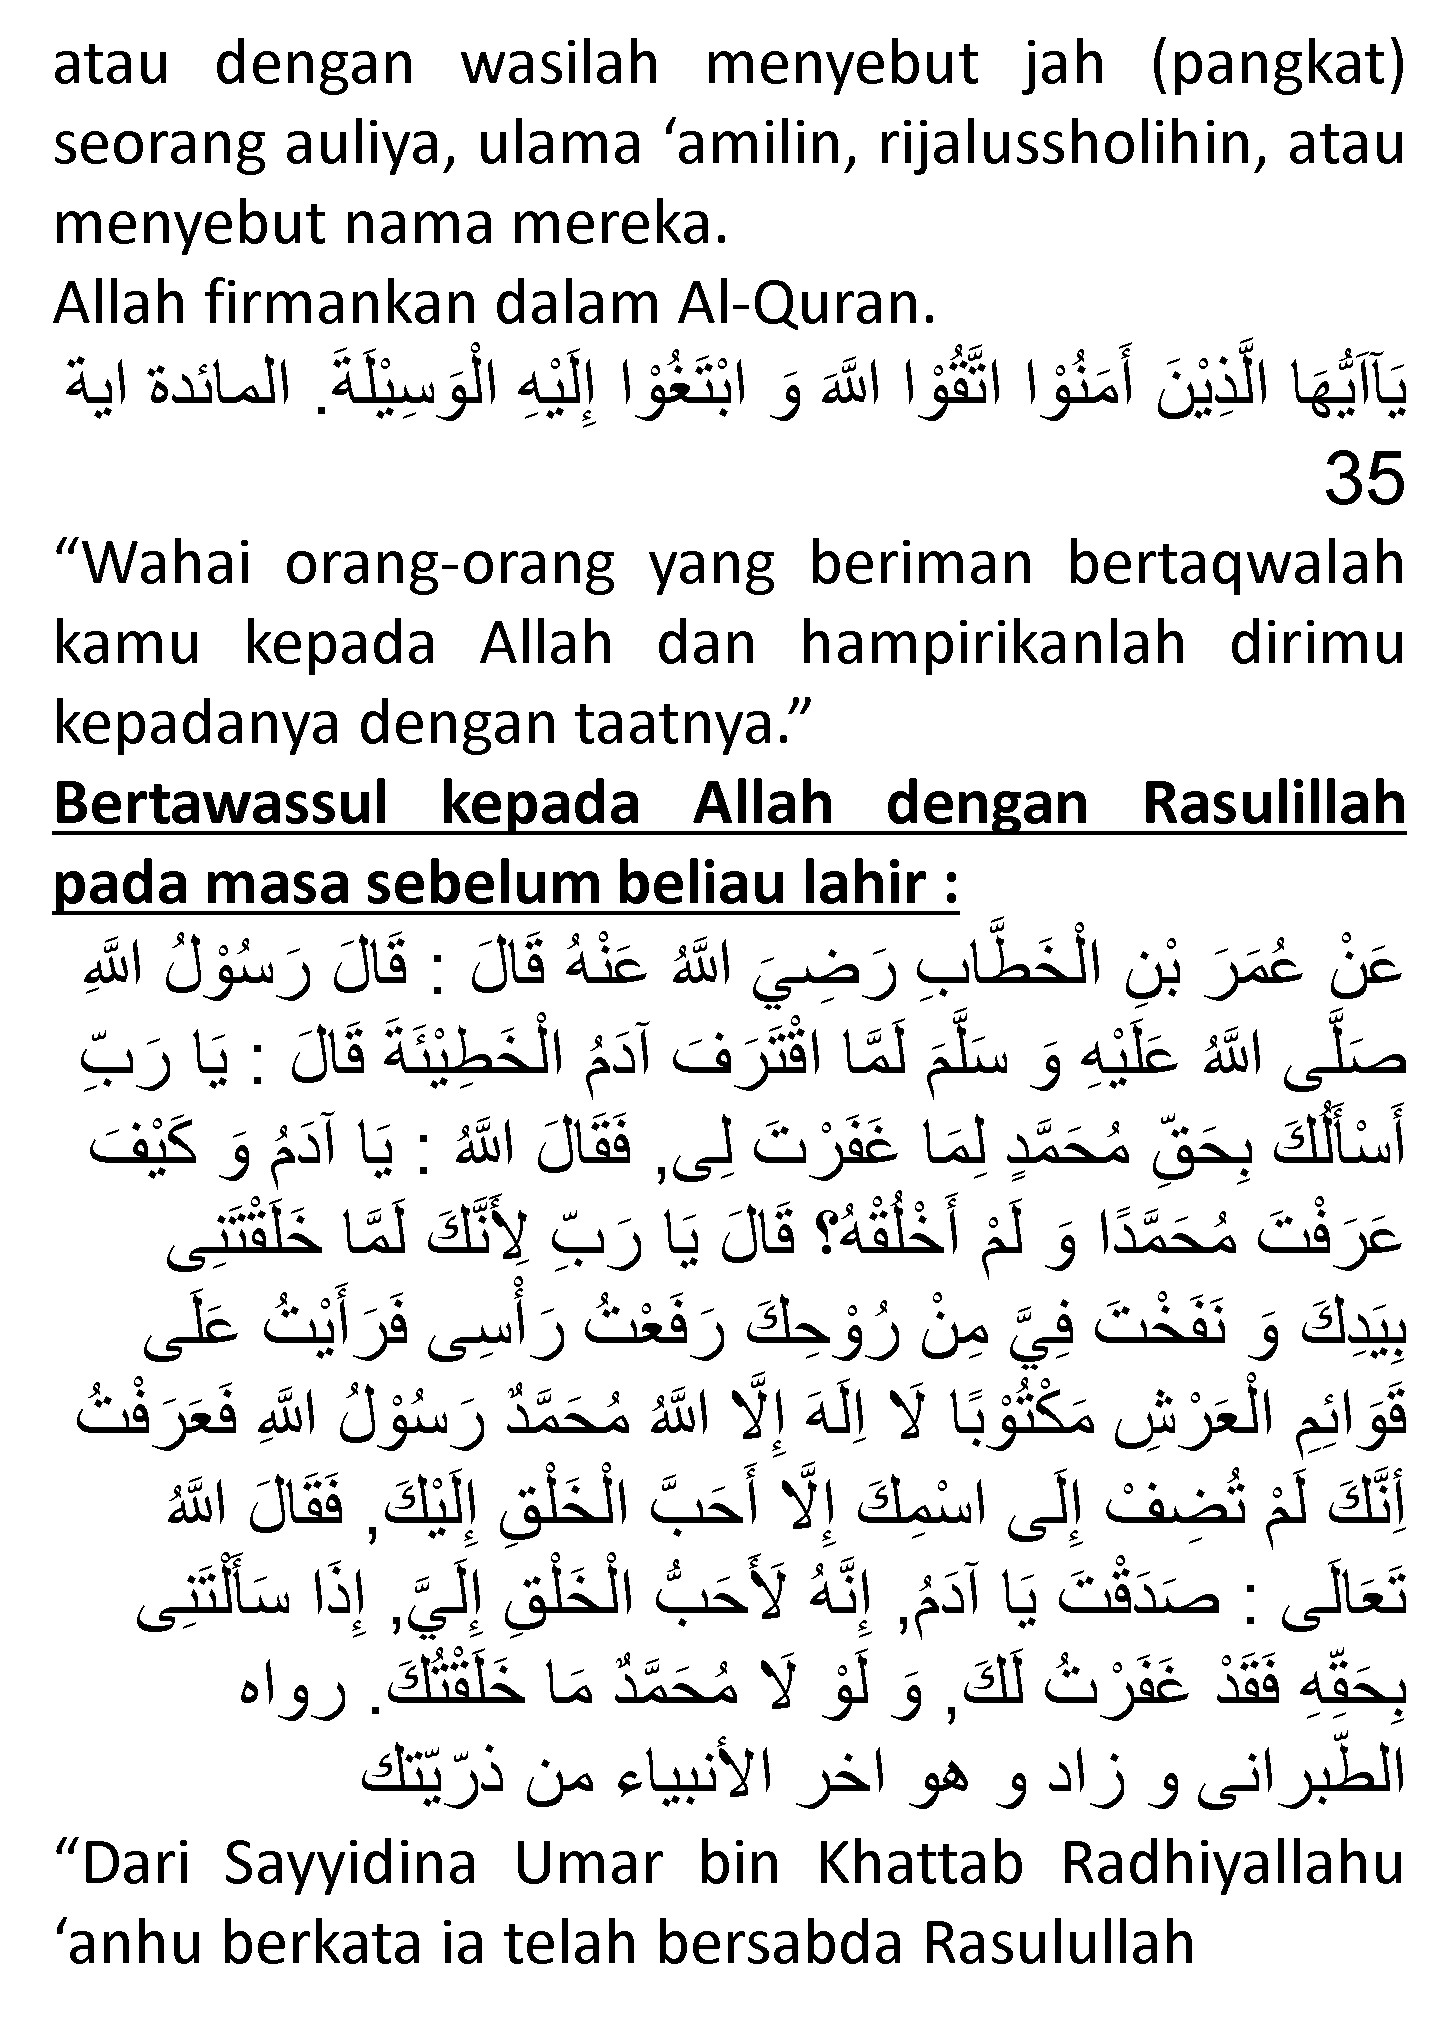 atau dengan wasilah menyebut jah (pangkat)
seorang auliya, ulama ‘amilin, rijalussholihin, atau
menyebut nama mereka.
Allah firmankan dalam Al-Quran.
يَآاَيُّهَا الَّذِيْنَ أَمَنُوْا اتَّقُوْا اللَّهَ وَ ابْتَغُوْا إِلَيْهِ الْوَسِيْلَةَ. المائدة اية
35
“Wahai orang-orang yang beriman bertaqwalah
kamu kepada Allah dan hampirikanlah dirimu
kepadanya dengan taatnya.”
Bertawassul kepada Allah dengan Rasulillah
pada masa sebelum beliau lahir :
عَنْ عُمَرَ بْنِ الْخَطَّابِ رَضِيَ اللَّهُ عَنْهُ قَالَ : قَالَ رَسُوْلُ اللَّهِ
صَلَّى اللَّهُ عَلَيْهِ وَ سَلَّمَ لَمَّا اقْتَرَفَ آدَمُ الْخَطِيْئَةَ قَالَ : يَا رَبِّ
أَسْأَلُكَ بِحَقِّ مُحَمَّدٍ لِمَا غَفَرْتَ لِى, فَقَالَ اللَّهُ : يَا آدَمُ وَ كَيْفَ
عَرَفْتَ مُحَمَّدًا وَ لَمْ أَخْلُقْهُ؟ قَالَ يَا رَبِّ لِأَنَّكَ لَمَّا خَلَقْتَنِى
بِيَدِكَ وَ نَفَخْتَ فِيَّ مِنْ رُوْحِكَ رَفَعْتُ رَأْسِى فَرَأَيْتُ عَلَى
قَوَائِمِ الْعَرْشِ مَكْتُوْبًا لَا اِلَهَ إِلَّا اللَّهُ مُحَمَّدٌ رَسُوْلُ اللَّهِ فَعَرَفْتُ
أَنَّكَ لَمْ تُضِفْ إِلَى اسْمِكَ إِلَّا أَحَبَّ الْخَلْقِ إِلَيْكَ, فَقَالَ اللَّهُ
تَعَالَى : صَدَقْتَ يَا آدَمُ, إِنَّهُ لَأَحَبُّ الْخَلْقِ إِلَيَّ, إِذَا سَأَلْتَنِى
بِحَقِّهِ فَقَدْ غَفَرْتُ لَكَ, وَ لَوْ لَا مُحَمَّدٌ مَا خَلَقْتُكَ. رواه
الطّبرانى و زاد و هو اخر الأنبياء من ذرّيّتك
“Dari Sayyidina Umar bin Khattab Radhiyallahu
‘anhu berkata ia telah bersabda Rasulullah